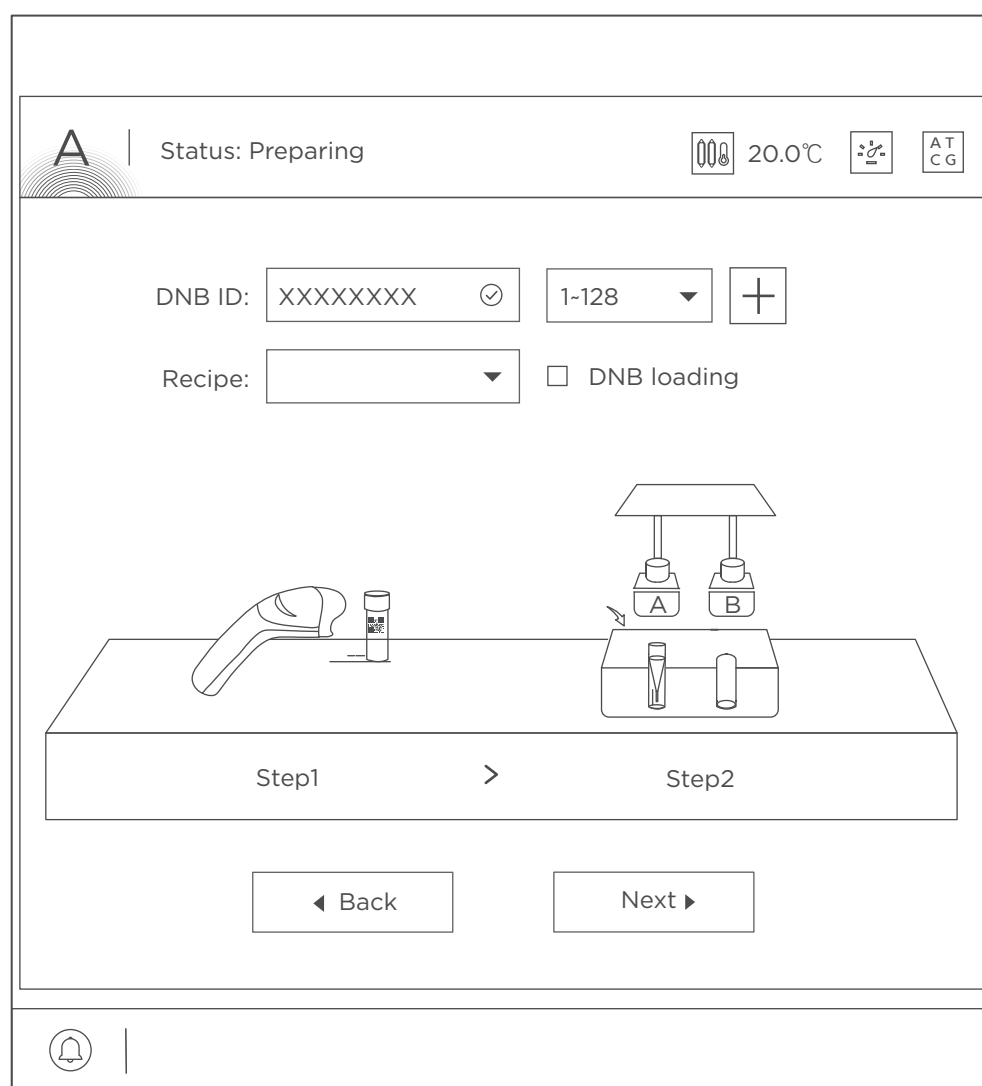 A
Status: Preparing
20.0℃
A T
C G
DNB ID:
XXXXXXXX
1~128
Recipe:
DNB loading
A
B
Step1
>
Step2
Back
Next